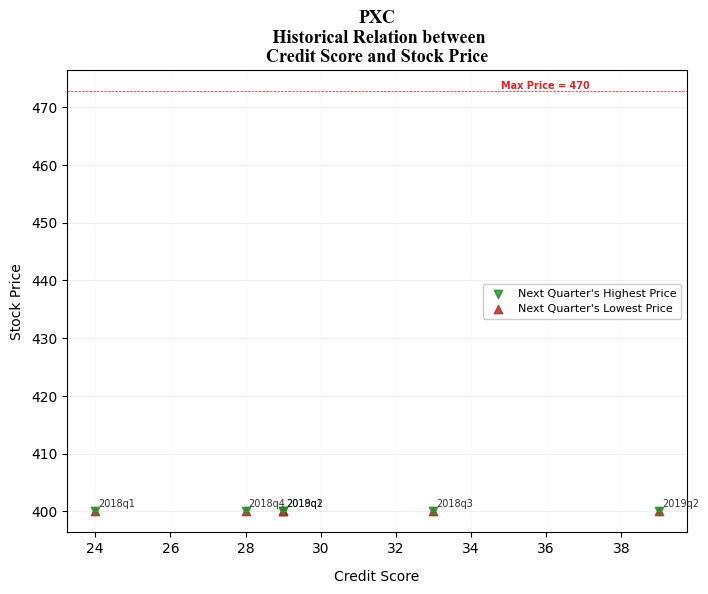 PXC
Historical Relation between
Credit Score and Stock Price
Max Price = 470
470
460
450
440
430
420
410
400
Stock Price
Next Quarter's Highest Price
Next Quarter's Lowest Price
2018q1
2018q4
2018q3
2019q2
24 26 28 30 32 34 36 38
Credit Score